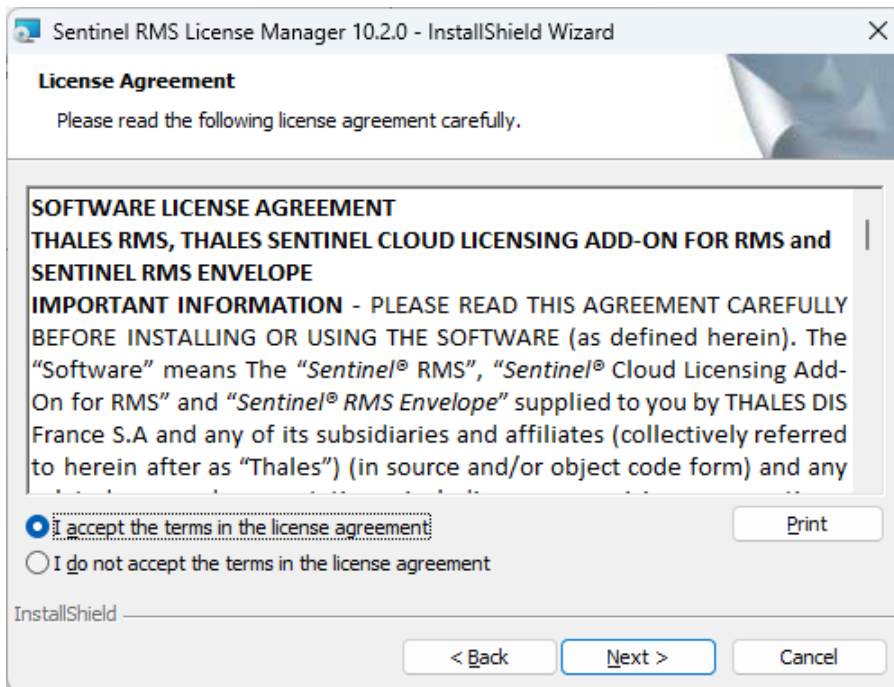 Sentinel RMS License Manager 10.2.0 - InstallShield Wizard
License Agreement
Please read the following license agreement carefully.
SOFTWARE LICENSE AGREEMENT
THALES RMS, THALES SENTINEL CLOUD LICENSING ADD-ON FOR RMS and
SENTINEL RMS ENVELOPE
IMPORTANT INFORMATION - PLEASE READ THIS AGREEMENT CAREFULLY
BEFORE INSTALLING OR USING THE SOFTWARE (as defined herein). The
“Software” means The “Sentinel® RMS”, “Sentinel® Cloud Licensing Add-
On for RMS” and “Sentinel® RMS Envelope” supplied to you by THALES DIS
France S.A and any of its subsidiaries and affiliates (collectively referred
to herein after as “Thales”) (in source and/or object code form) and any
I accept the terms in the license agreement
Print
I do not accept the terms in the license agreement
InstallShield
< Back
Next >
Cancel